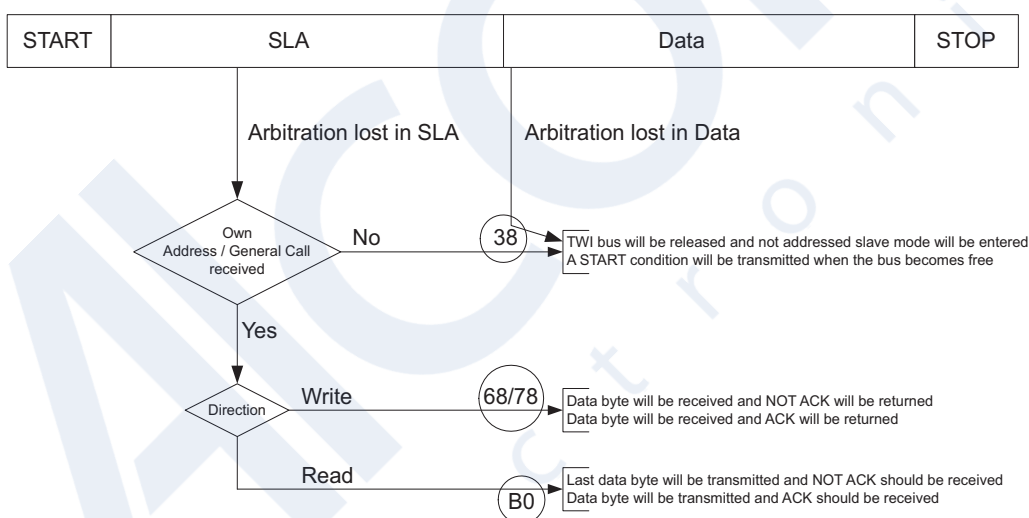 START SLA Data STOP
Arbitration lost in SLA Arbitration lost in Data
Own
Address / General Call
received
No
38
TWI bus will be released and not addressed slave mode will be entered
A START condition will be transmitted when the bus becomes free
Yes
Direction
Write
68/78
Data byte will be received and NOT ACK will be returned
Data byte will be received and ACK will be returned
Read
B0
Last data byte will be transmitted and NOT ACK should be received
Data byte will be transmitted and ACK should be received